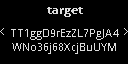 target
< TT1ggD9rEzZL7PgJA4 >
WNo36j68XcjBuUYM